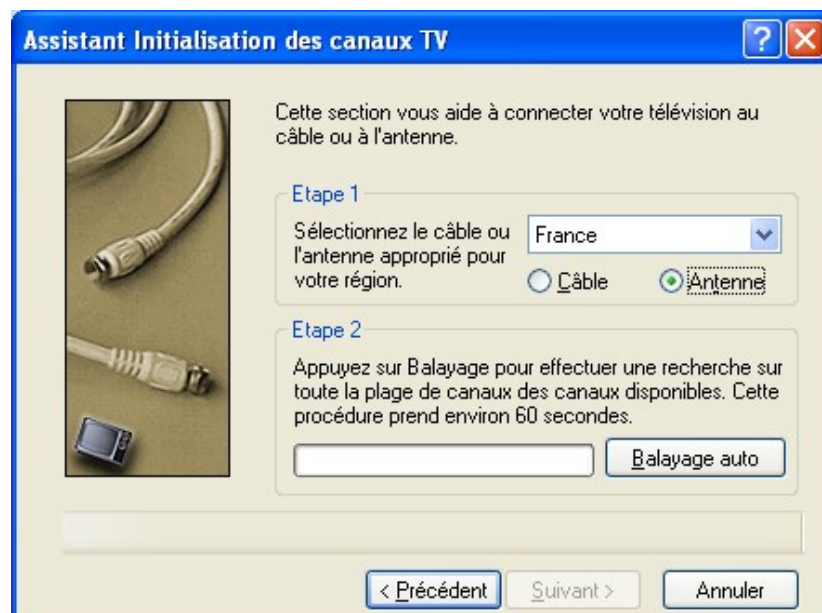 Assistant Initialisation des canaux TV
Cette section vous aide à connecter votre télévision au
câble ou à l'antenne.
Etape 1
Sélectionnez le câble ou
l'antenne approprié pour
votre région.
France
Câble
Antenne
Etape 2
Appuyez sur Balayage pour effectuer une recherche sur
toute la plage de canaux des canaux disponibles. Cette
procédure prend environ 60 secondes.
Balayage auto
< Précédent
Suivant >
Annuler